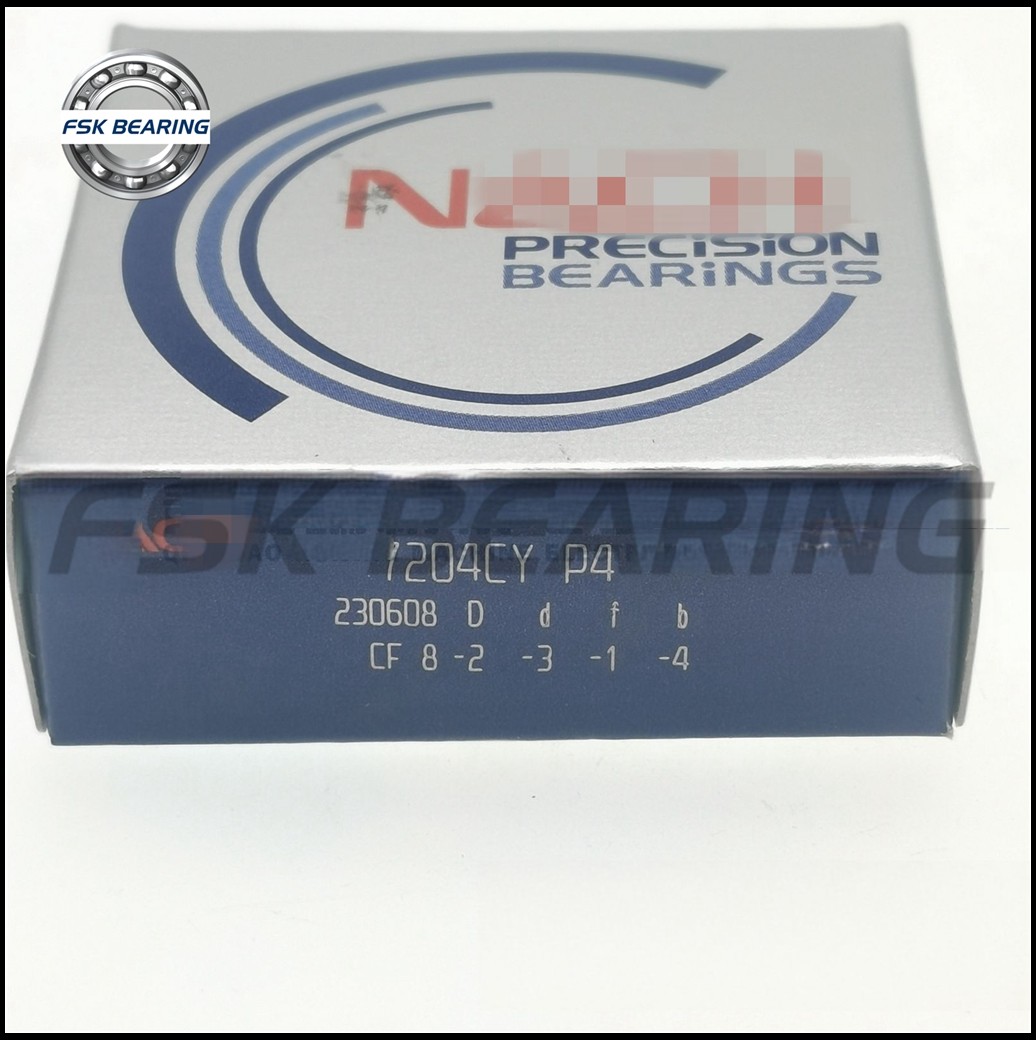 FSK BEARING
PRECiSiON
BEARiNGS
FSK BEARING
7204CY P4
230608 D d f b
CF 8 -2 -3 -1 -4